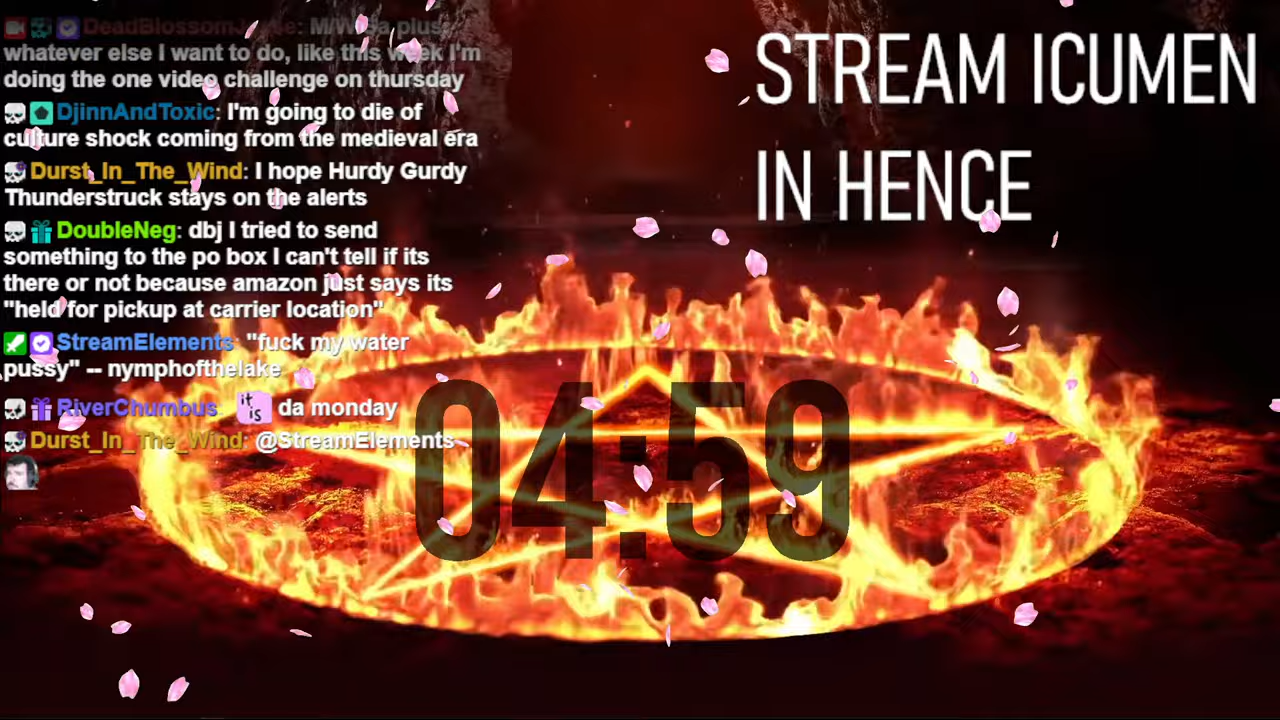 DeadBlossomJessie: M/W/Sa plus
whatever else I want to do, like this week I'm
doing the one video challenge on thursday
DjinnAndToxic: I'm going to die of
culture shock coming from the medieval era
Durst_In_The_Wind: I hope Hurdy Gurdy
Thunderstruck stays on the alerts
DoubleNeg: dbj I tried to send
something to the po box I can't tell if its
there or not because amazon just says its
"held for pickup at carrier location"
StreamElements: "fuck my water
pussy" -- nymphofthelake
RiverChumbus it is da monday
Durst_In_The_Wind: @StreamElements
STREAM ICUMEN
IN HENCE
04:59